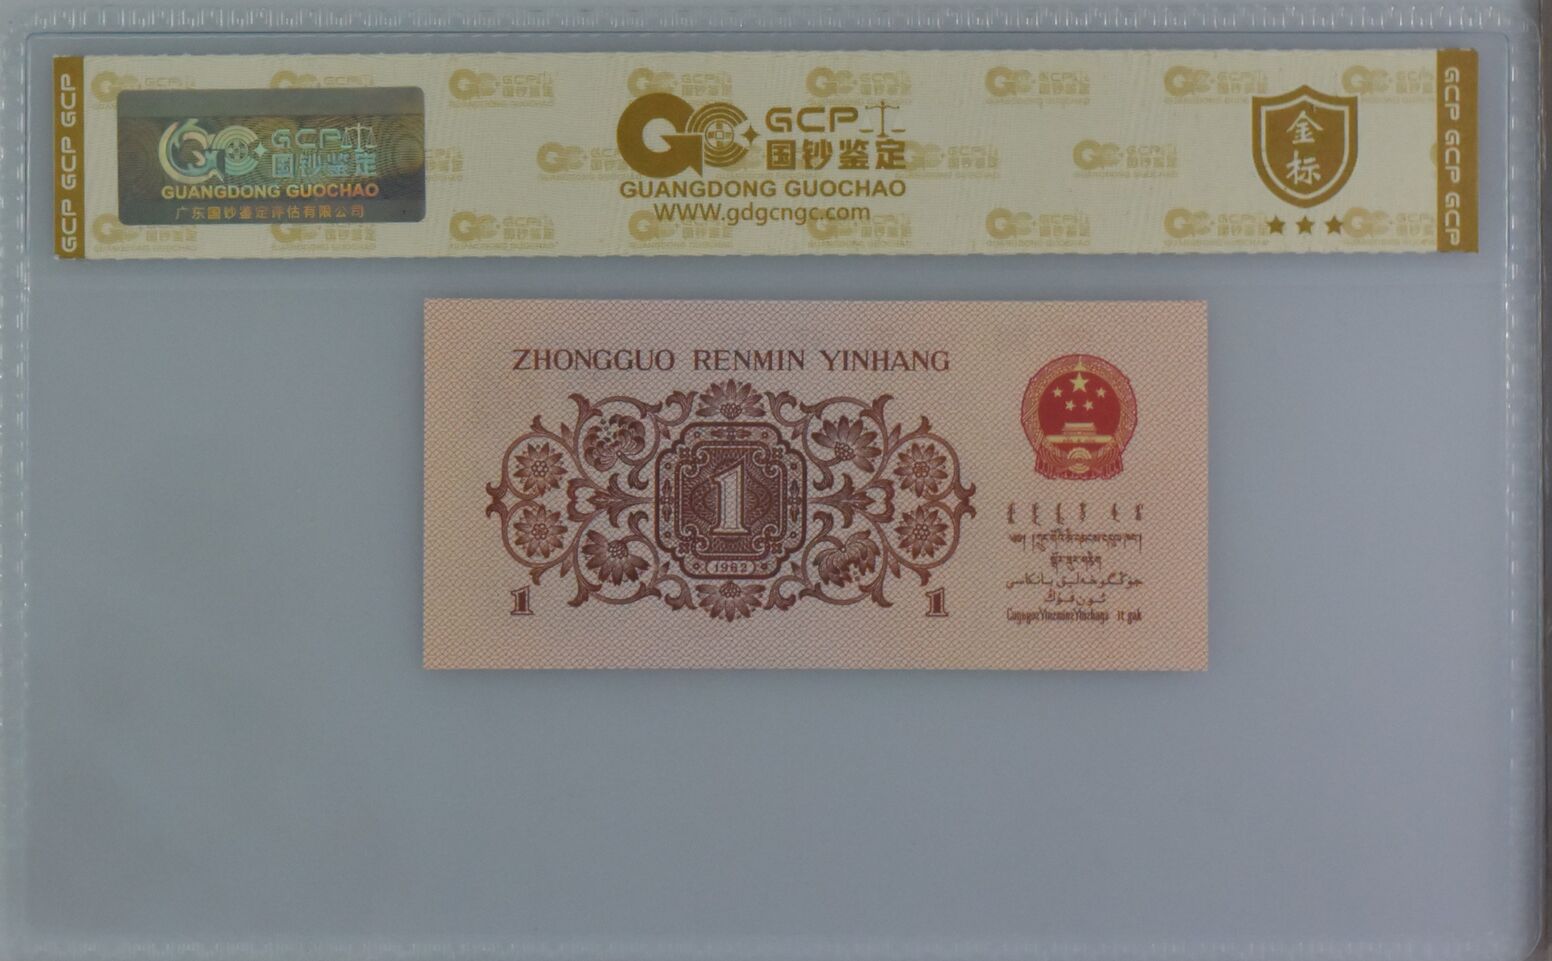 GCP GCP GCP
GCP
国钞鉴定
GUANGDONG GUOCHAO
广东国钞鉴定评估有限公司
GCP
国钞鉴定
GUANGDONG GUOCHAO
WWW.gdgcngc.com
金标
GCP GCP GCP
ZHONGGUO RENMIN YINHANG
1
(1962)
1
1